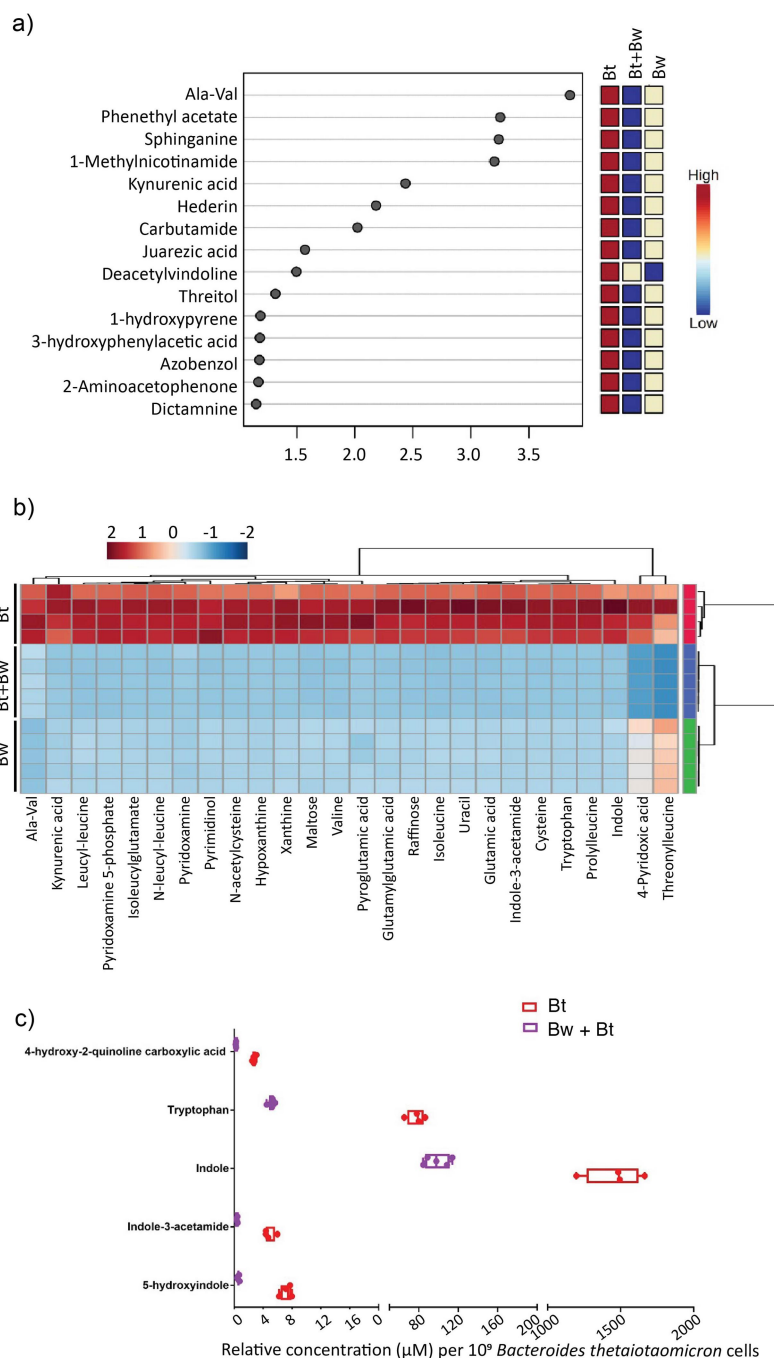 a)
Bt
Bt+Bw
Bw
Ala-Val
Phenethyl acetate
Sphinganine
1-Methylnicotinamide
Kynurenic acid
Hederin
Carbutamide
Juarezic acid
Deacetylvindoline
Threitol
1-hydroxypyrene
3-hydroxyphenylacetic acid
Azobenzol
2-Aminoacetophenone
Dictamnine
High
Low
1.5 2.0 2.5 3.0 3.5
b)
2 1 0 -1 -2
Bt
Bt+Bw
Bw
Ala-Val
Kynurenic acid
Leucyl-leucine
Pyridoxamine 5-phosphate
Isoleucylglutamate
N-leucyl-leucine
Pyridoxamine
Pyrimidinol
N-acetylcysteine
Hypoxanthine
Xanthine
Maltose
Valine
Pyroglutamic acid
Glutamylglutamic acid
Raffinose
Isoleucine
Uracil
Glutamic acid
Indole-3-acetamide
Cysteine
Tryptophan
Prolylleucine
Indole
4-Pyridoxic acid
Threonylleucine
c)
Bt
Bw + Bt
4-hydroxy-2-quinoline carboxylic acid
Tryptophan
Indole
Indole-3-acetamide
5-hydroxyindole
0 4 8 12 16 0 80 120 160 200 1000 1500 2000
Relative concentration (μM) per 10⁹ Bacteroides thetaiotaomicron cells